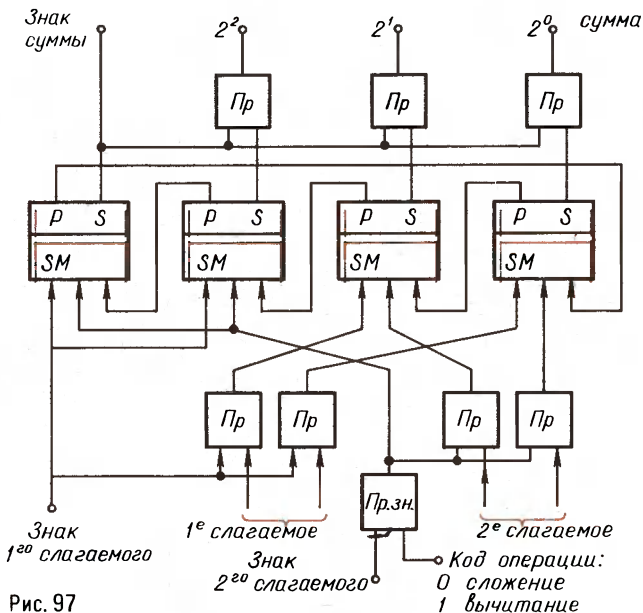 Знак
суммы
2²
2¹
2⁰
сумма
Пр
Пр
Пр
P S
P S
P S
P S
SM
SM
SM
SM
Пр
Пр
Пр
Пр
Пр.зн.
Знак
1го слагаемого
1е слагаемое
Знак
2го слагаемого
2е слагаемое
Код операции:
0 сложение
1 вычитание
Рис. 97